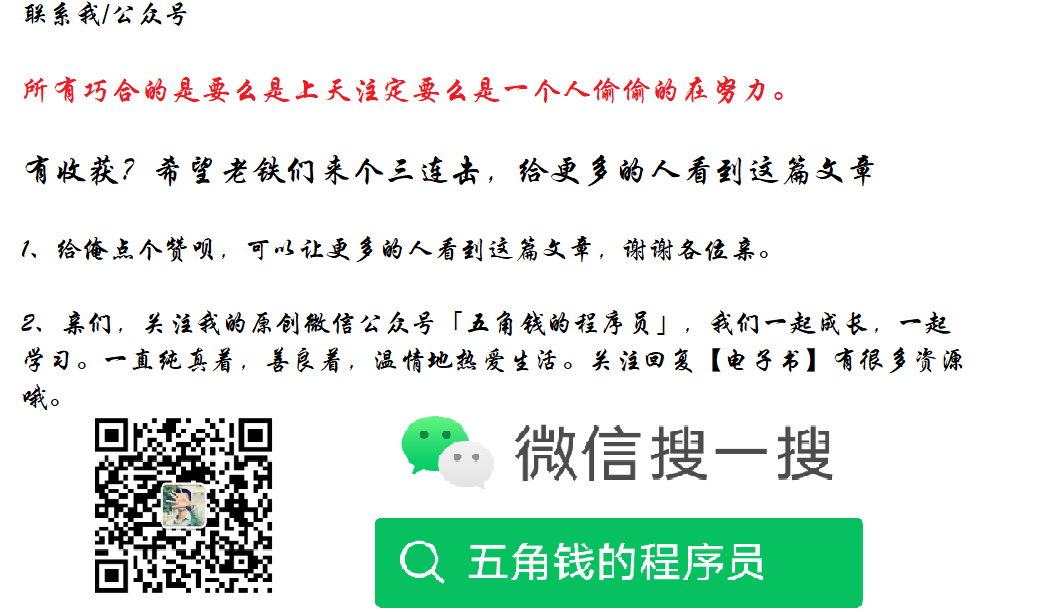 联系我/公众号
所有巧合的是要么是上天注定要么是一个人偷偷的在努力。
有收获？希望老铁们来个三连击，给更多的人看到这篇文章
1、给俺点个赞呗，可以让更多的人看到这篇文章，谢谢各位亲。
2、亲们，关注我的原创微信公众号「五角钱的程序员」，我们一起成长，一起
学习。一直纯真着，善良着，温情地热爱生活。关注回复【电子书】有很多资源
哦。
微信搜一搜
五角钱的程序员